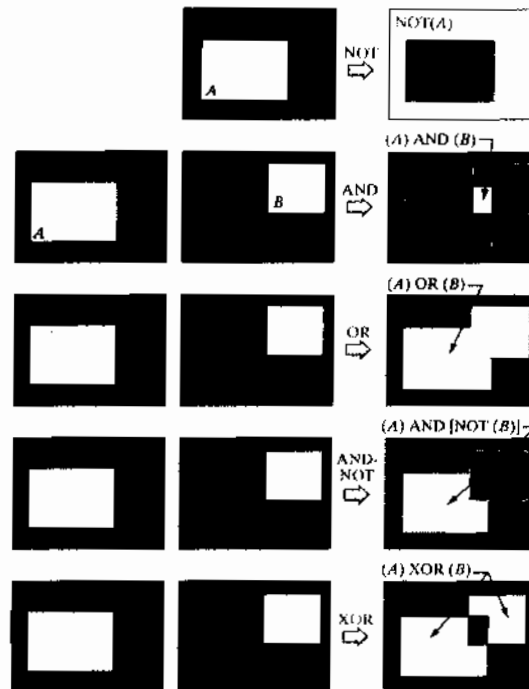 NOT(A)
NOT
A
(A) AND (B)
B
AND
A
(A) OR (B)
OR
(A) AND [NOT (B)]
AND-
NOT
(A) XOR (B)
XOR